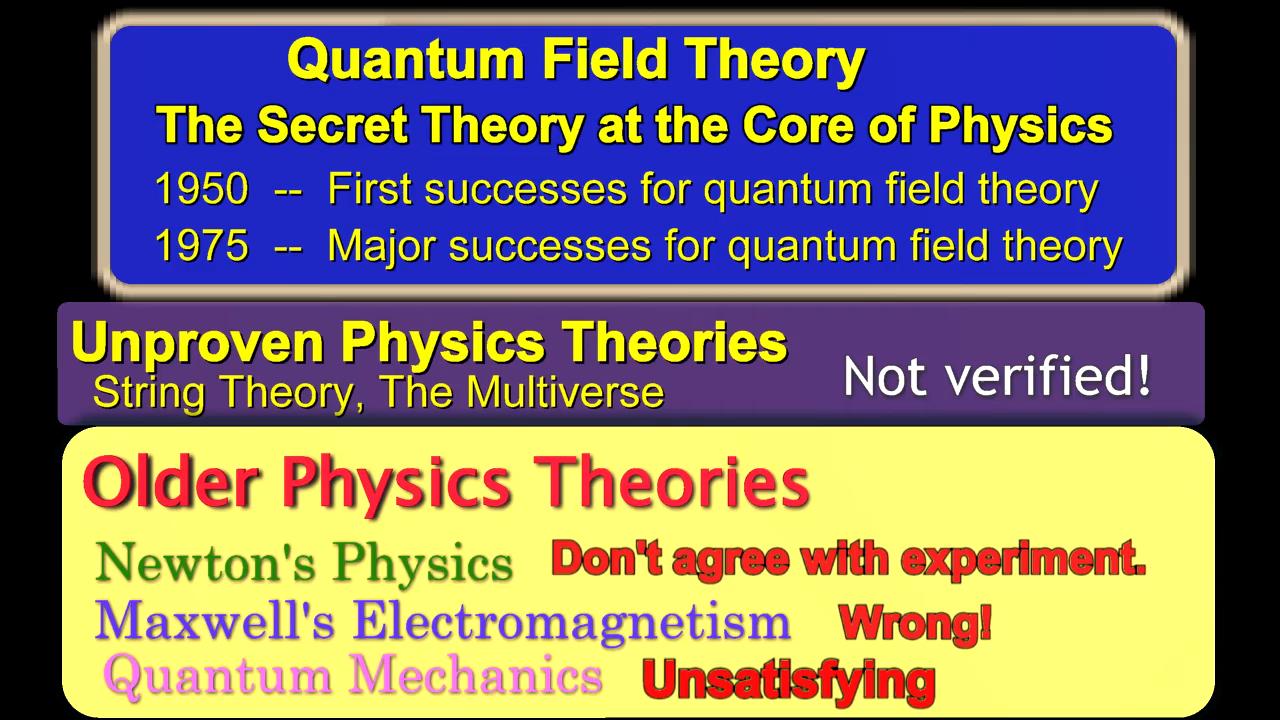 Quantum Field Theory
The Secret Theory at the Core of Physics
1950 -- First successes for quantum field theory
1975 -- Major successes for quantum field theory
Unproven Physics Theories
String Theory, The Multiverse
Not verified!
Older Physics Theories
Newton's Physics Don't agree with experiment.
Maxwell's Electromagnetism Wrong!
Quantum Mechanics Unsatisfying